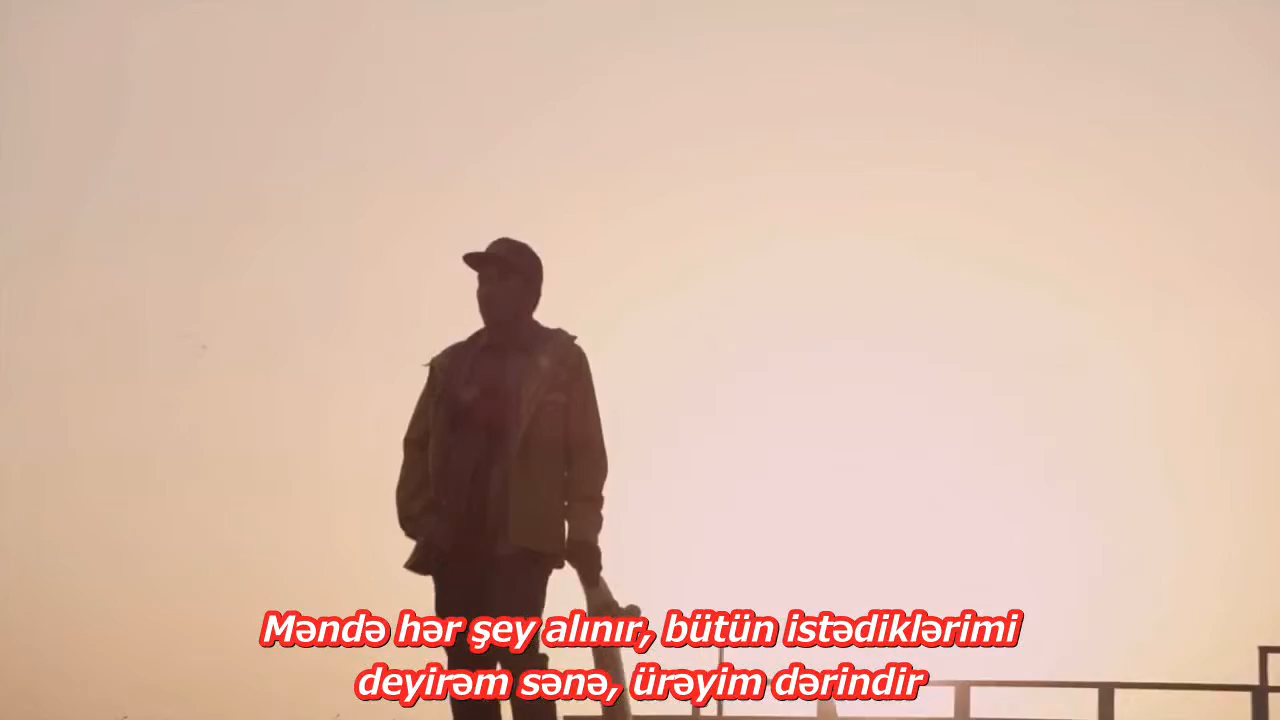 Məndə hər şey alınır, bütün istədiklərimi
deyirəm sənə, ürəyim dərindir